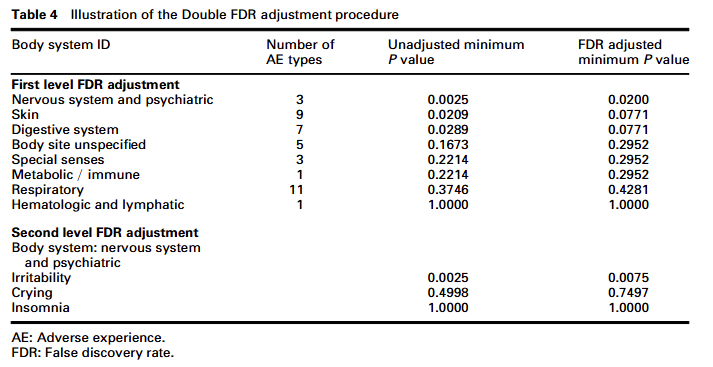 Table 4 Illustration of the Double FDR adjustment procedure
Body system ID Number of AE types Unadjusted minimum P value FDR adjusted minimum P value
First level FDR adjustment
Nervous system and psychiatric 3 0.0025 0.0200
Skin 9 0.0209 0.0771
Digestive system 7 0.0289 0.0771
Body site unspecified 5 0.1673 0.2952
Special senses 3 0.2214 0.2952
Metabolic / immune 1 0.2214 0.2952
Respiratory 11 0.3746 0.4281
Hematologic and lymphatic 1 1.0000 1.0000
Second level FDR adjustment
Body system: nervous system
and psychiatric
Irritability 0.0025 0.0075
Crying 0.4998 0.7497
Insomnia 1.0000 1.0000
AE: Adverse experience.
FDR: False discovery rate.